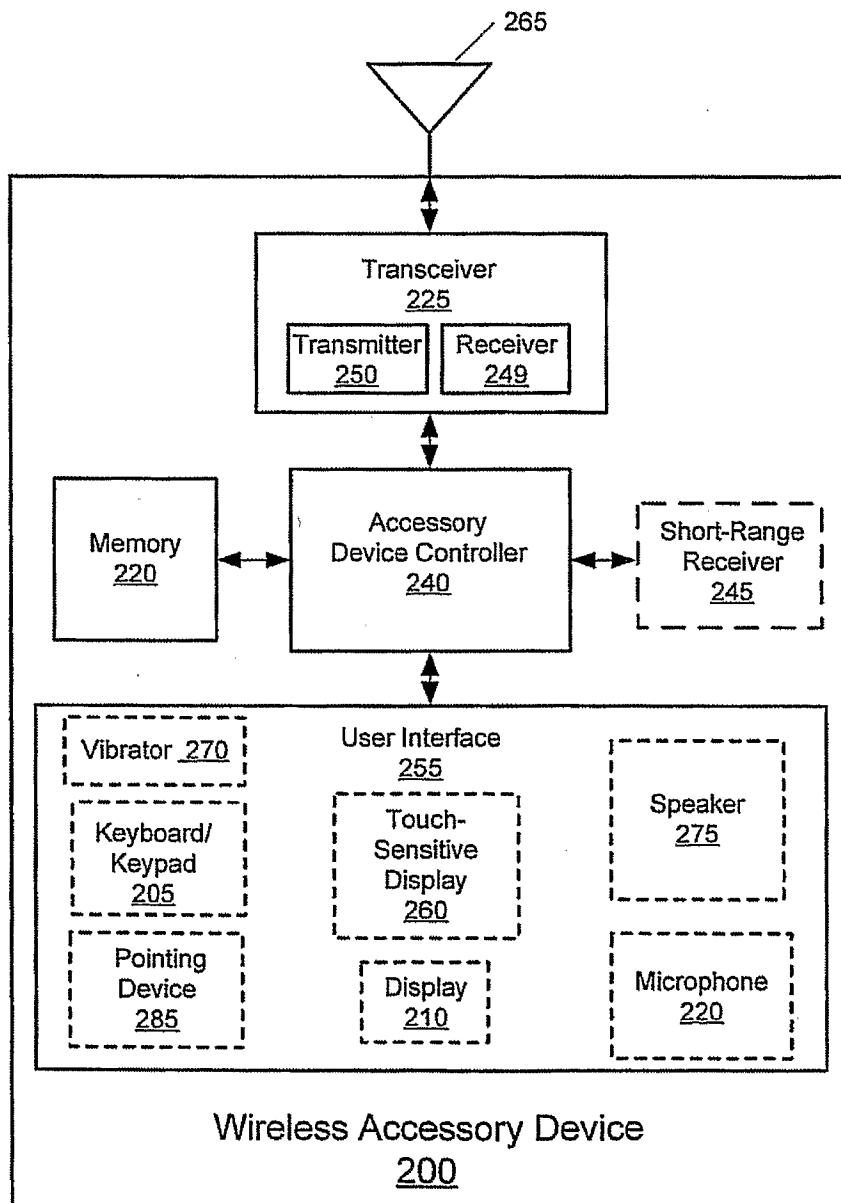 265
Transceiver
225
Transmitter
250
Receiver
249
Memory
220
Accessory
Device Controller
240
Short-Range
Receiver
245
Vibrator 270
User Interface
255
Speaker
275
Keyboard/
Keypad
205
Touch-
Sensitive
Display
260
Pointing
Device
285
Display
210
Microphone
220
Wireless Accessory Device
200